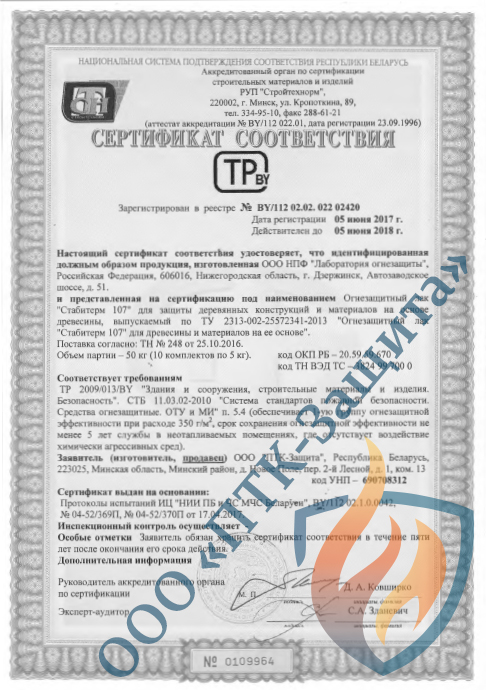 НАЦИОНАЛЬНАЯ СИСТЕМА ПОДТВЕРЖДЕНИЯ СООТВЕТСТВИЯ РЕСПУБЛИКИ БЕЛАРУСЬ
Аккредитованный орган по сертификации
строительных материалов и изделий
РУП "Стройтехнорм",
220002, г. Минск, ул. Кропоткина, 89,
тел. 334-95-10, факс 288-61-21
(аттестат аккредитации № BY/112 022.01, дата регистрации 23.09.1996)
СЕРТИФИКАТ СООТВЕТСТВИЯ
ТР BY
Зарегистрирован в реестре № BY/112 02.02. 022 02420
Дата регистрации 05 июня 2017 г.
Действителен до 05 июня 2018 г.
Настоящий сертификат соответствия удостоверяет, что идентифицированная
должным образом продукция, изготовленная ООО НПФ "Лаборатория огнезащиты",
Российская Федерация, 606016, Нижегородская область, г. Дзержинск, Автозаводское
шоссе, д. 51.
и представленная на сертификацию под наименованием Огнезащитный лак
"Стабитерм 107" для защиты деревянных конструкций и материалов на основе
древесины, выпускаемый по ТУ 2313-002-25572341-2013 "Огнезащитный лак
"Стабитерм 107" для древесины и материалов на ее основе".
Поставка согласно: ТН № 248 от 25.10.2016.
Объем партии – 50 кг (10 комплектов по 5 кг). код ОКП РБ – 20.59.59.670
код ТН ВЭД ТС – 3824 99 700 0
Соответствует требованиям
ТР 2009/013/BY "Здания и сооружения, строительные материалы и изделия.
Безопасность". СТБ 11.03.02-2010 "Система стандартов пожарной безопасности.
Средства огнезащитные. ОТУ и МИ" п. 5.4 (обеспечивает группу огнезащитной
эффективности при расходе 350 г/м², срок сохранения огнезащитной эффективности не
менее 5 лет службы в неотапливаемых помещениях, где отсутствует воздействие
химически агрессивных сред).
Заявитель (изготовитель, продавец) ООО "ПТК-Защита", Республика Беларусь,
223025, Минская область, Минский район, д. Новое Поле, пер. 2-й Лесной, д. 1, ком. 13
код УНП – 690708312
Сертификат выдан на основании:
Протоколы испытаний ИЦ "НИИ ПБ и ЧС МЧС Беларуси", BY/112 02.1.0.0042,
№ 04-52/369П, № 04-52/370П от 17.04.2017.
Инспекционный контроль осуществляет
Особые отметки Заявитель обязан хранить сертификат соответствия в течение пяти
лет после окончания его срока действия.
Дополнительная информация
Руководитель аккредитованного органа
по сертификации М. П. Д. А. Ковширко
подпись инициалы, фамилия
Эксперт-аудитор С.А. Зданевич
подпись инициалы, фамилия
№ 0109964
ООО «ПТК-Защита»